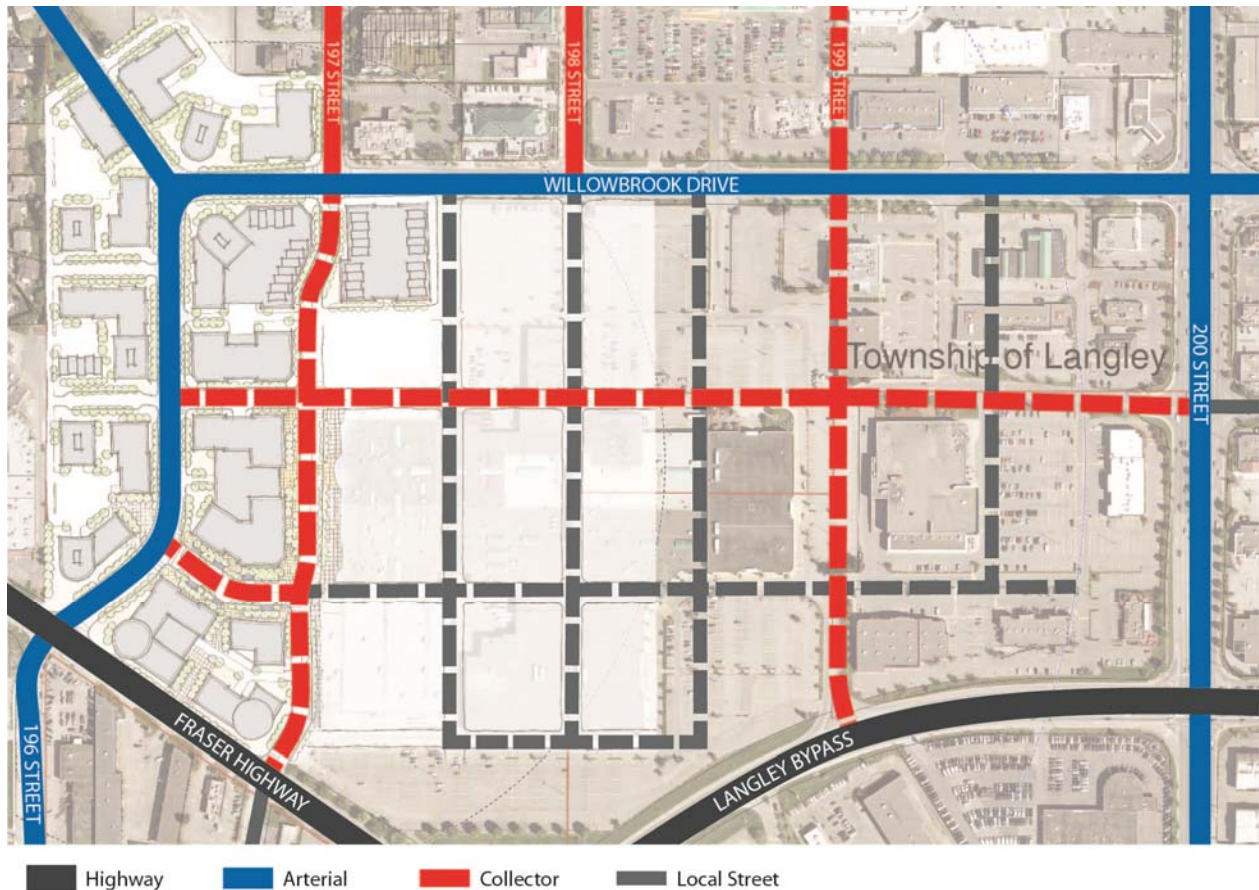 197 STREET
198 STREET
199 STREET
WILLOWBROOK DRIVE
Township of Langley
200 STREET
196 STREET
FRASER HIGHWAY
LANGLEY BYPASS
Highway
Arterial
Collector
Local Street